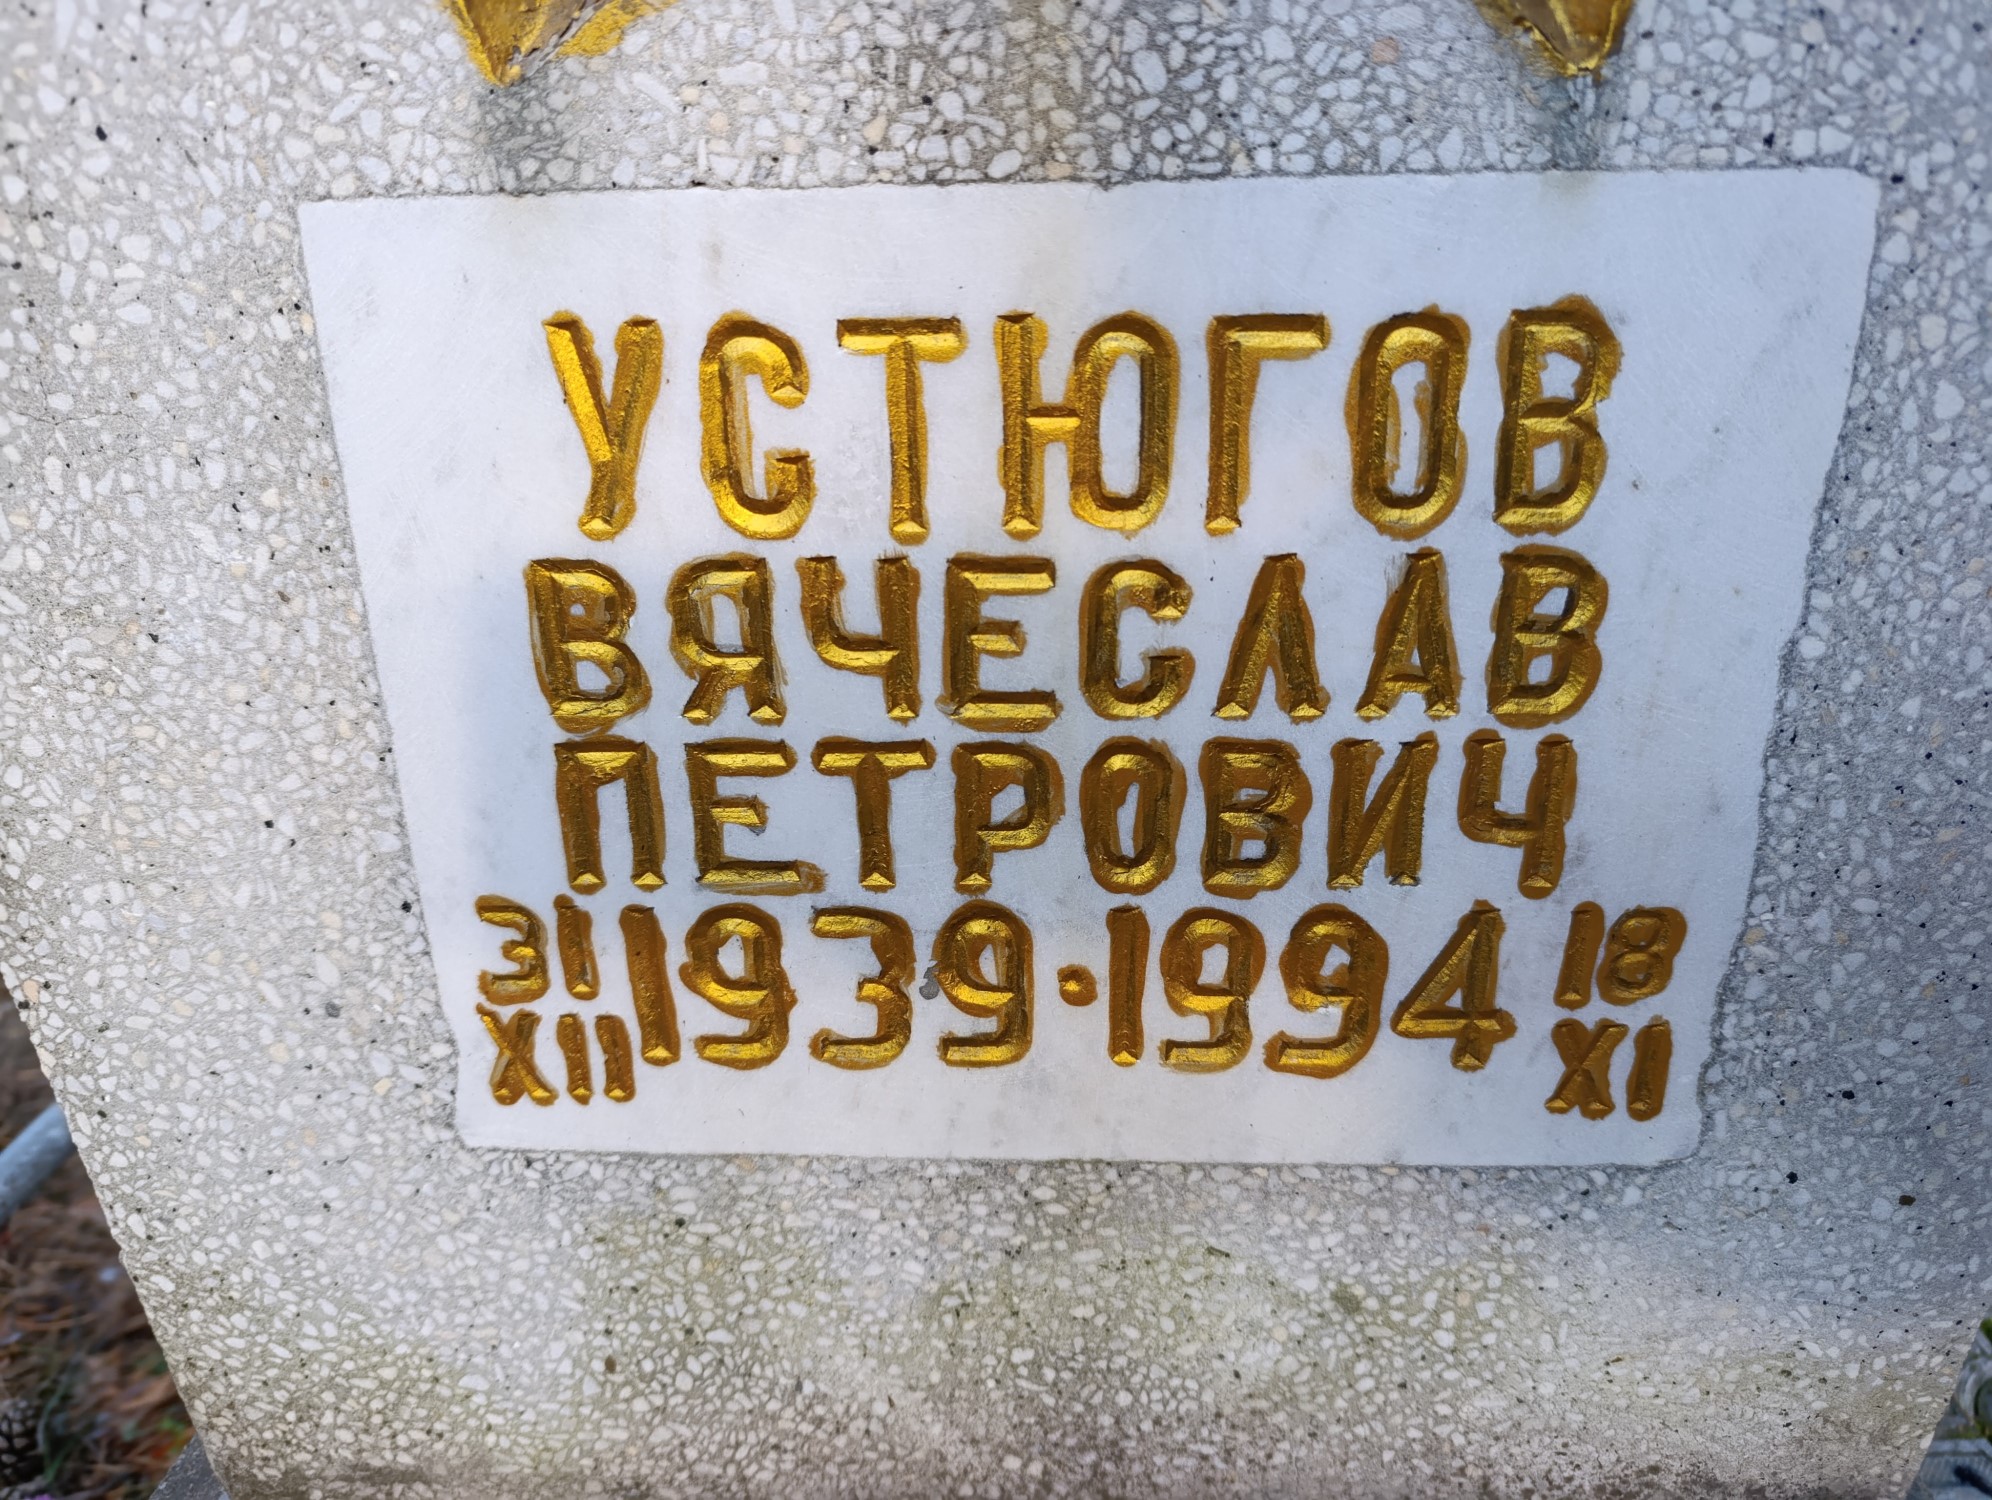 УСТЮГОВ
ВЯЧЕСЛАВ
ПЕТРОВИЧ
31 XII 1939·1994 18 XI